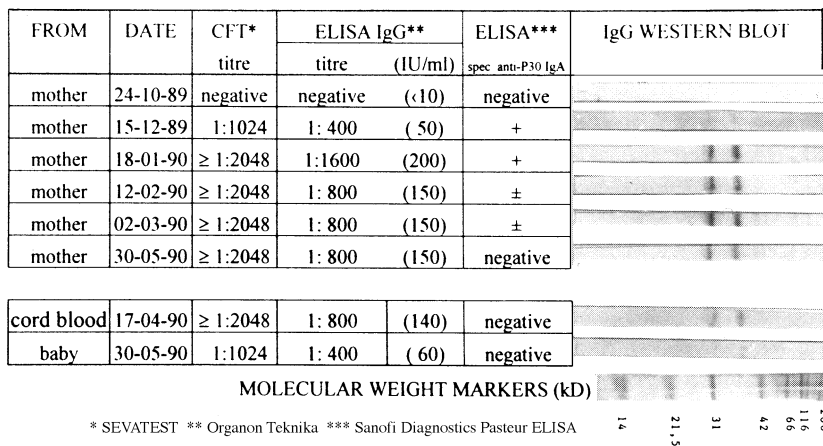 FROM DATE CFT* ELISA IgG** ELISA*** IgG WESTERN BLOT
titre titre (IU/ml) spec anti-P30 IgA
mother 24-10-89 negative negative (‹10) negative
mother 15-12-89 1:1024 1: 400 ( 50) +
mother 18-01-90 ≥ 1:2048 1:1600 (200) +
mother 12-02-90 ≥ 1:2048 1: 800 (150) ±
mother 02-03-90 ≥ 1:2048 1: 800 (150) ±
mother 30-05-90 ≥ 1:2048 1: 800 (150) negative
cord blood 17-04-90 ≥ 1:2048 1: 800 (140) negative
baby 30-05-90 1:1024 1: 400 ( 60) negative
MOLECULAR WEIGHT MARKERS (kD)
14 21,5 31 42 66 116
* SEVATEST ** Organon Teknika *** Sanofi Diagnostics Pasteur ELISA